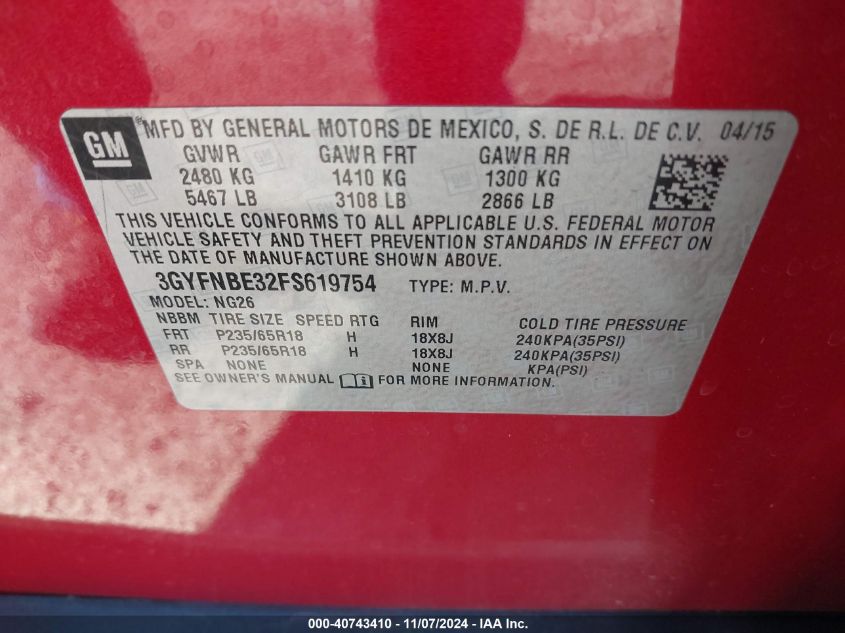 GM ®MFD BY GENERAL MOTORS DE MEXICO, S. DE R.L. DE C.V. 04/15
GVWR GAWR FRT GAWR RR
2480 KG 1410 KG 1300 KG
5467 LB 3108 LB 2866 LB
THIS VEHICLE CONFORMS TO ALL APPLICABLE U.S. FEDERAL MOTOR
VEHICLE SAFETY AND THEFT PREVENTION STANDARDS IN EFFECT ON
THE DATE OF MANUFACTURE SHOWN ABOVE.
3GYFNBE32FS619754 TYPE: M.P.V.
MODEL: NG26
NBBM TIRE SIZE SPEED RTG RIM COLD TIRE PRESSURE
FRT P235/65R18 H 18X8J 240KPA(35PSI)
RR P235/65R18 H 18X8J 240KPA(35PSI)
SPA NONE NONE KPA(PSI)
SEE OWNER'S MANUAL FOR MORE INFORMATION.
000-40743410 - 11/07/2024 - IAA Inc.